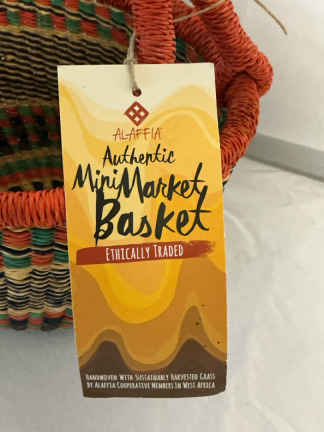 ALAFFIA
Authentic
Mini Market
Basket
ETHICALLY TRADED
HANDWOVEN WITH SUSTAINABLY HARVESTED GRASS
BY ALAFFIA COOPERATIVE MEMBERS IN WEST AFRICA